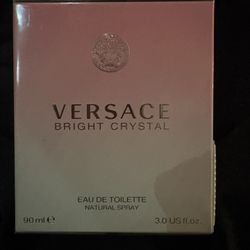 VERSACE
BRIGHT CRYSTAL
EAU DE TOILETTE
NATURAL SPRAY
90 ml ℮ 3.0 US fl.oz.